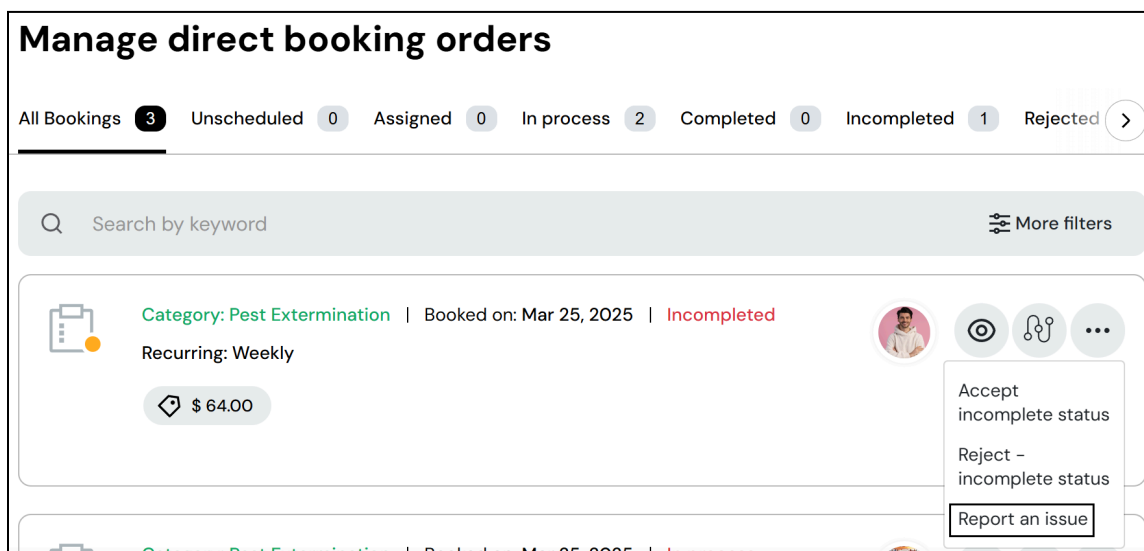 Manage direct booking orders
All Bookings 3 Unscheduled 0 Assigned 0 In process 2 Completed 0 Incompleted 1 Rejected
Search by keyword
More filters
Category: Pest Extermination | Booked on: Mar 25, 2025 | Incompleted
Recurring: Weekly
$ 64.00
Accept
incomplete status
Reject -
incomplete status
Report an issue